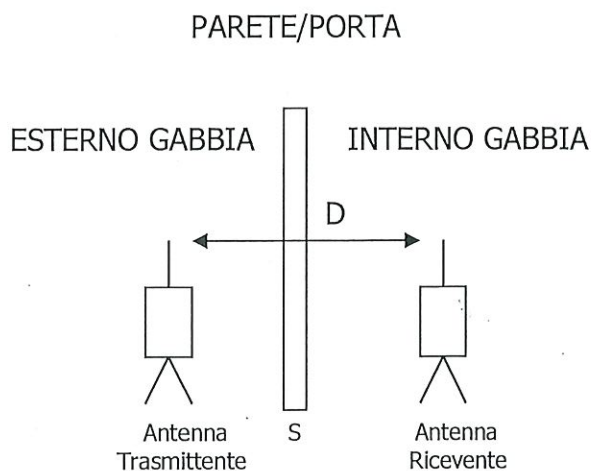 PARETE/PORTA
ESTERNO GABBIA
INTERNO GABBIA
D
Antenna
Trasmittente
S
Antenna
Ricevente